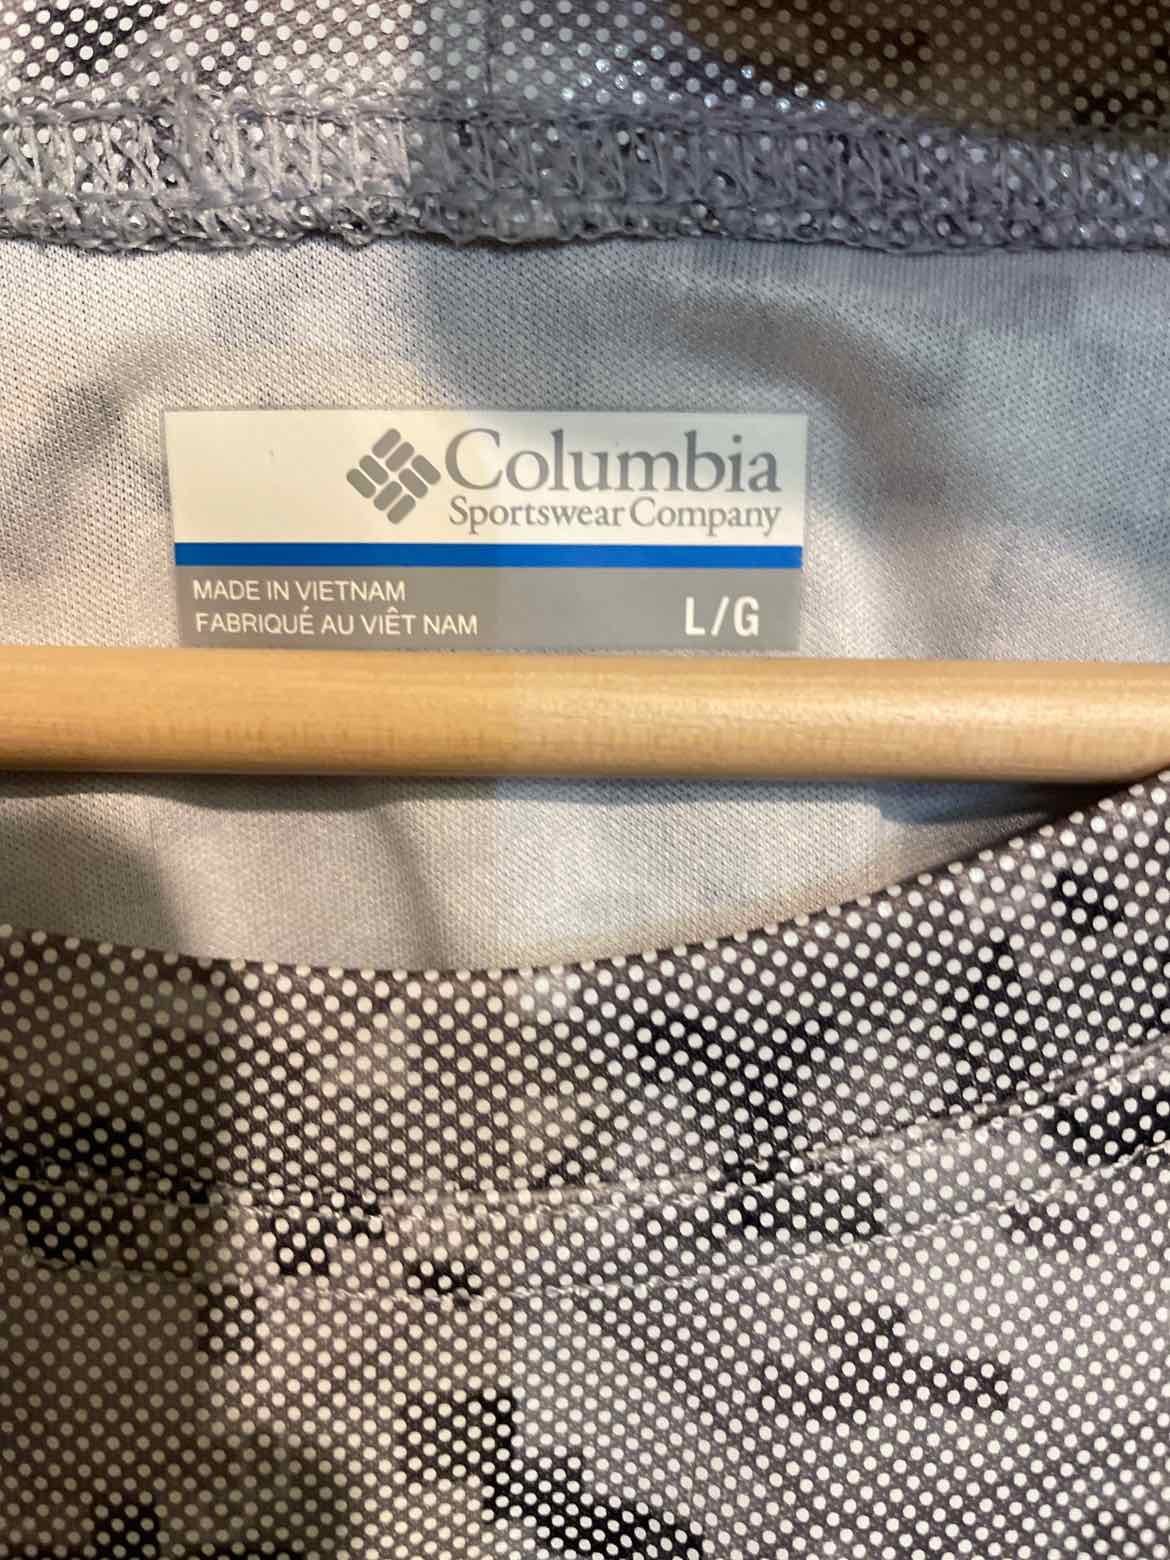 Columbia
Sportswear Company
MADE IN VIETNAM
FABRIQUÉ AU VIÊT NAM
L/G